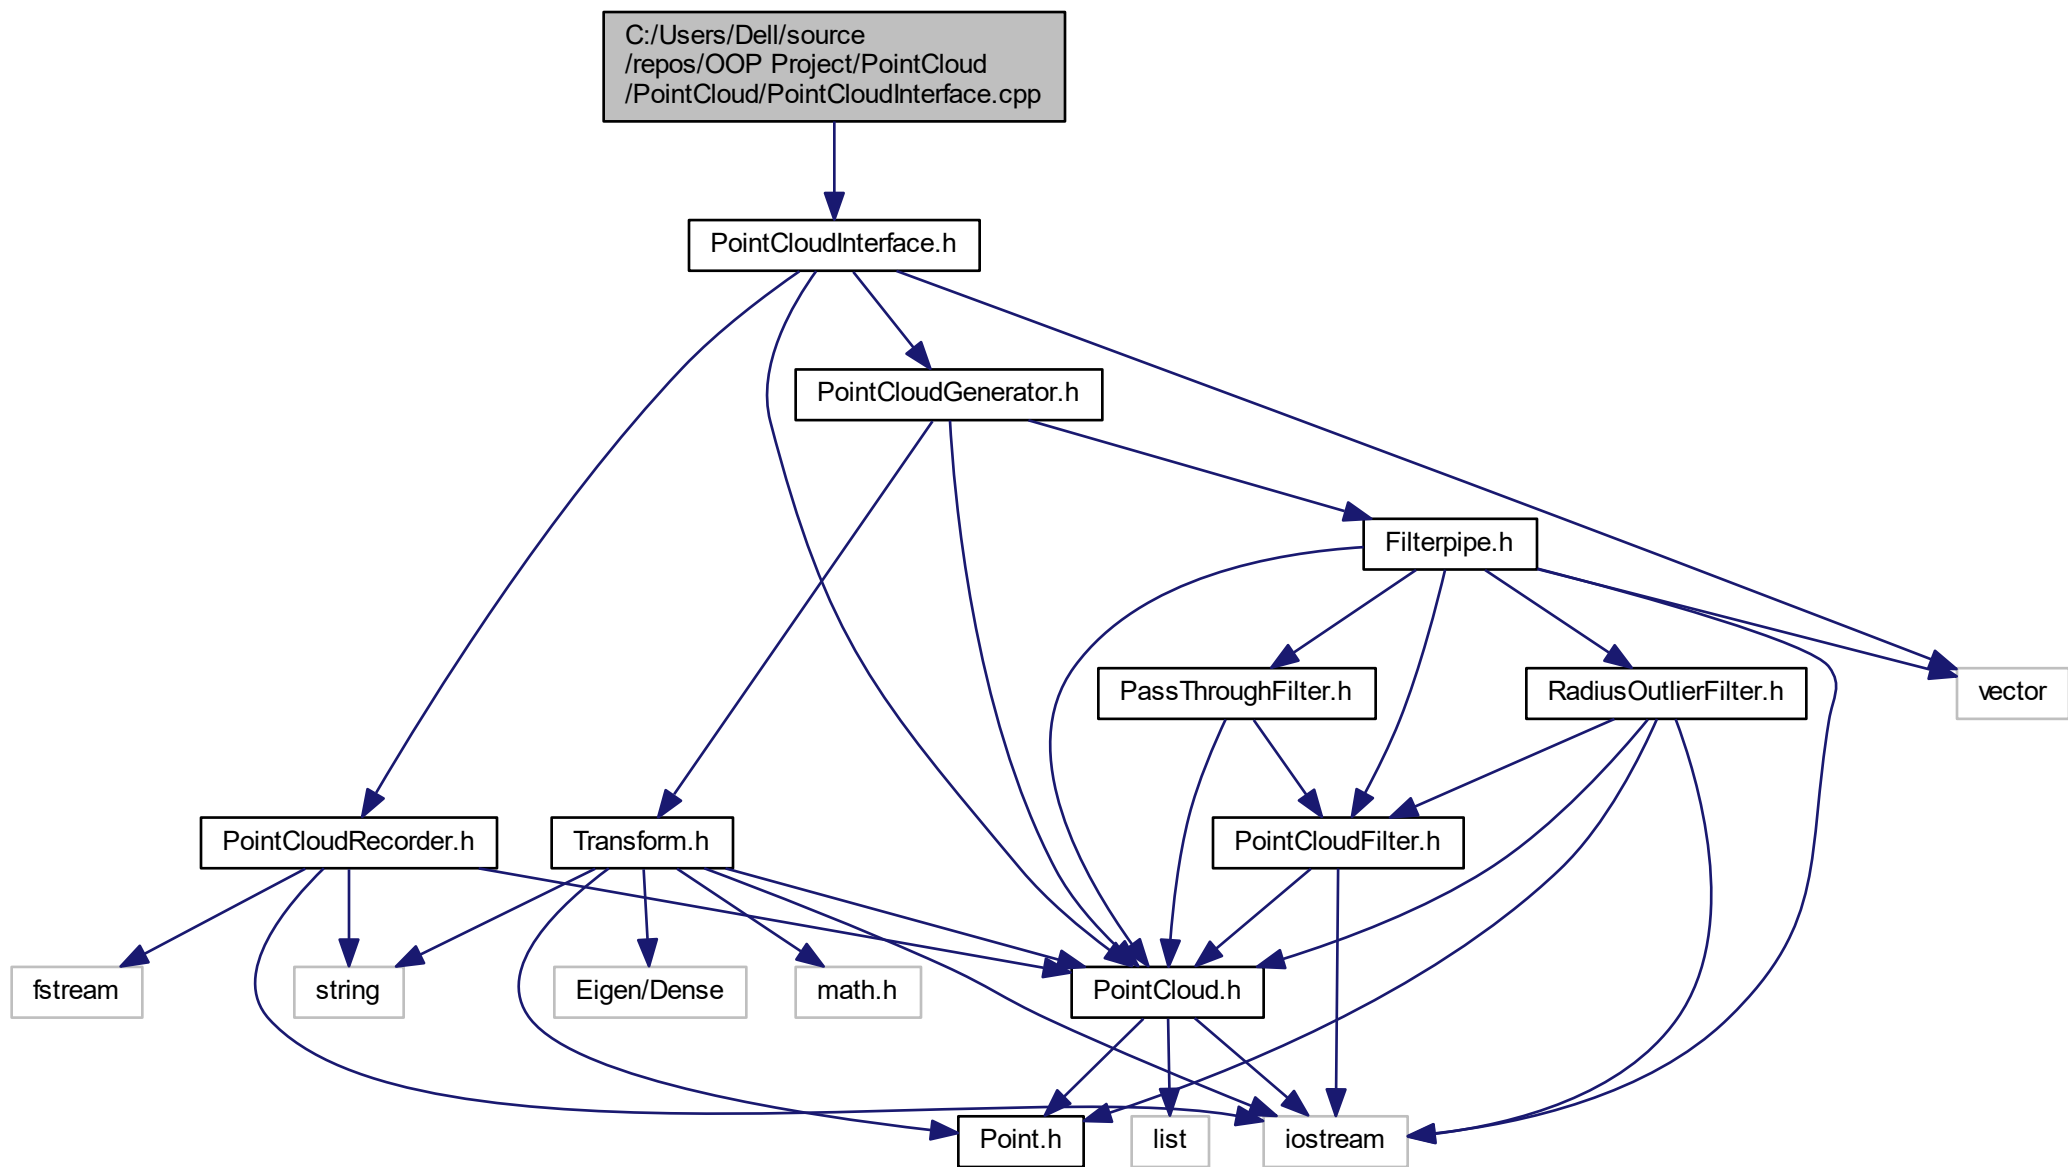 C:/Users/Dell/source
/repos/OOP Project/PointCloud
/PointCloud/PointCloudInterface.cpp
PointCloudInterface.h
PointCloudGenerator.h
Filterpipe.h
PassThroughFilter.h
RadiusOutlierFilter.h
vector
PointCloudRecorder.h
Transform.h
PointCloudFilter.h
fstream
string
Eigen/Dense
math.h
PointCloud.h
Point.h
list
iostream